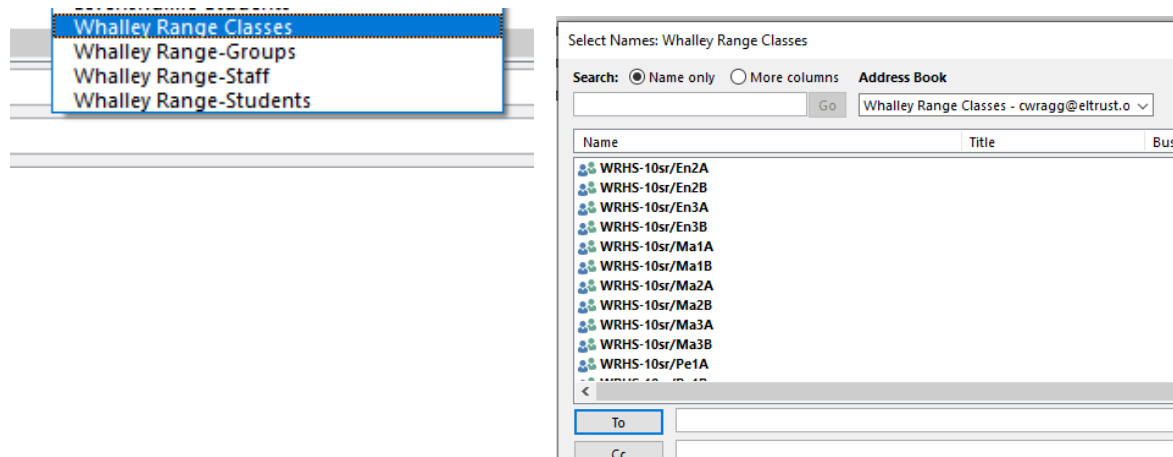 Whalley Range Classes
Whalley Range-Groups
Whalley Range-Staff
Whalley Range-Students
Select Names: Whalley Range Classes
Search: Name only More columns Address Book
Go Whalley Range Classes - cwragg@eltrust.o
Name Title Bus
WRHS-10sr/En2A
WRHS-10sr/En2B
WRHS-10sr/En3A
WRHS-10sr/En3B
WRHS-10sr/Ma1A
WRHS-10sr/Ma1B
WRHS-10sr/Ma2A
WRHS-10sr/Ma2B
WRHS-10sr/Ma3A
WRHS-10sr/Ma3B
WRHS-10sr/Pe1A
To
Cc